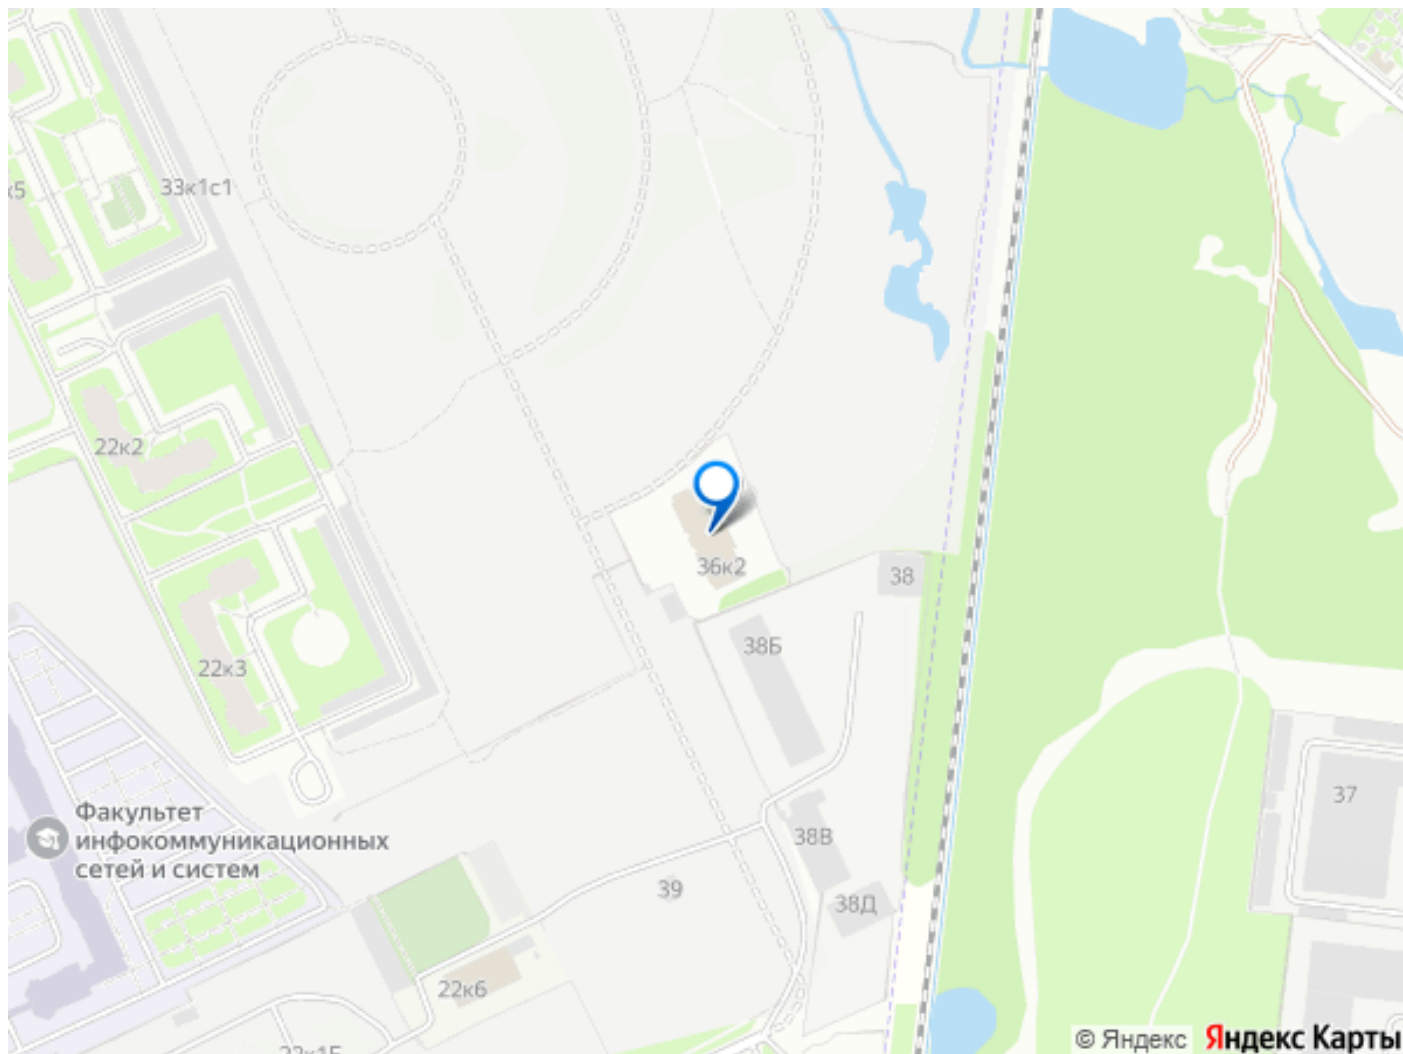 33к1с1
к5
22к2
36к2
38
38Б
22к3
37
Факультет
инфокоммуникационных
сетей и систем
38В
39
38Д
22к6
© Яндекс
Яндекс Карты